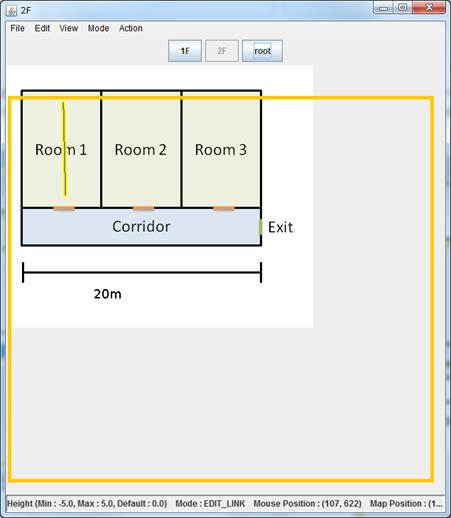 2F
File Edit View Mode Action
1F 2F root
Room 1 Room 2 Room 3
Corridor Exit
20m
Height (Min : -5.0, Max : 5.0, Default : 0.0) Mode : EDIT_LINK Mouse Position : (107, 622) Map Position : (1...